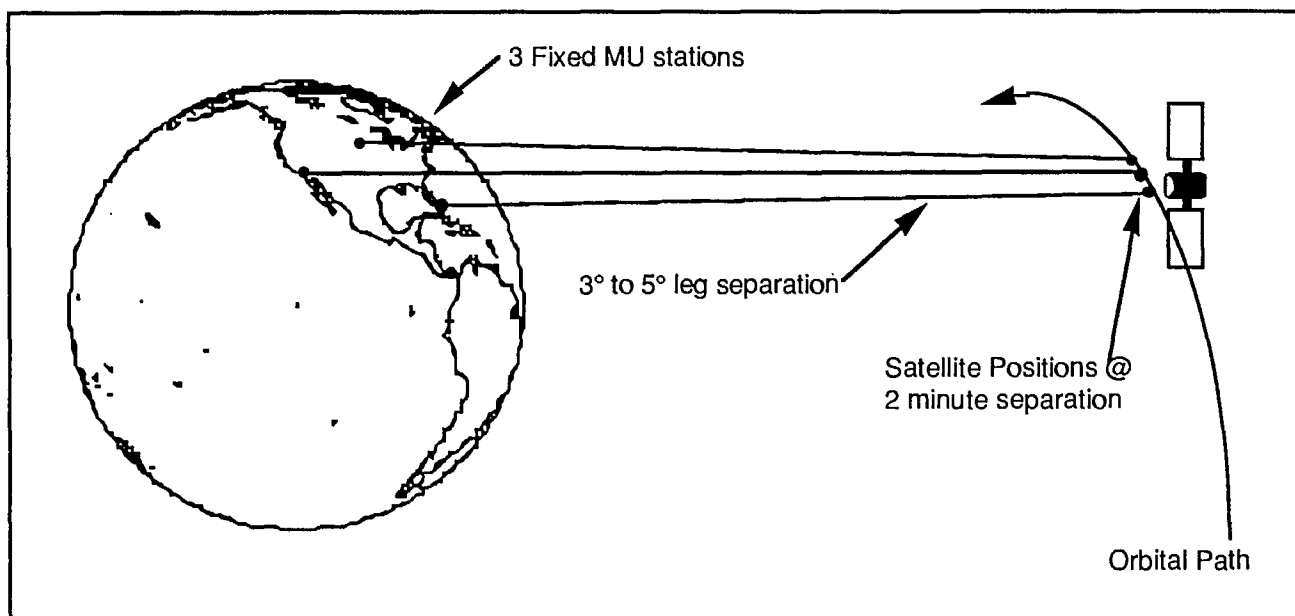 3 Fixed MU stations
3° to 5° leg separation
Satellite Positions @
2 minute separation
Orbital Path